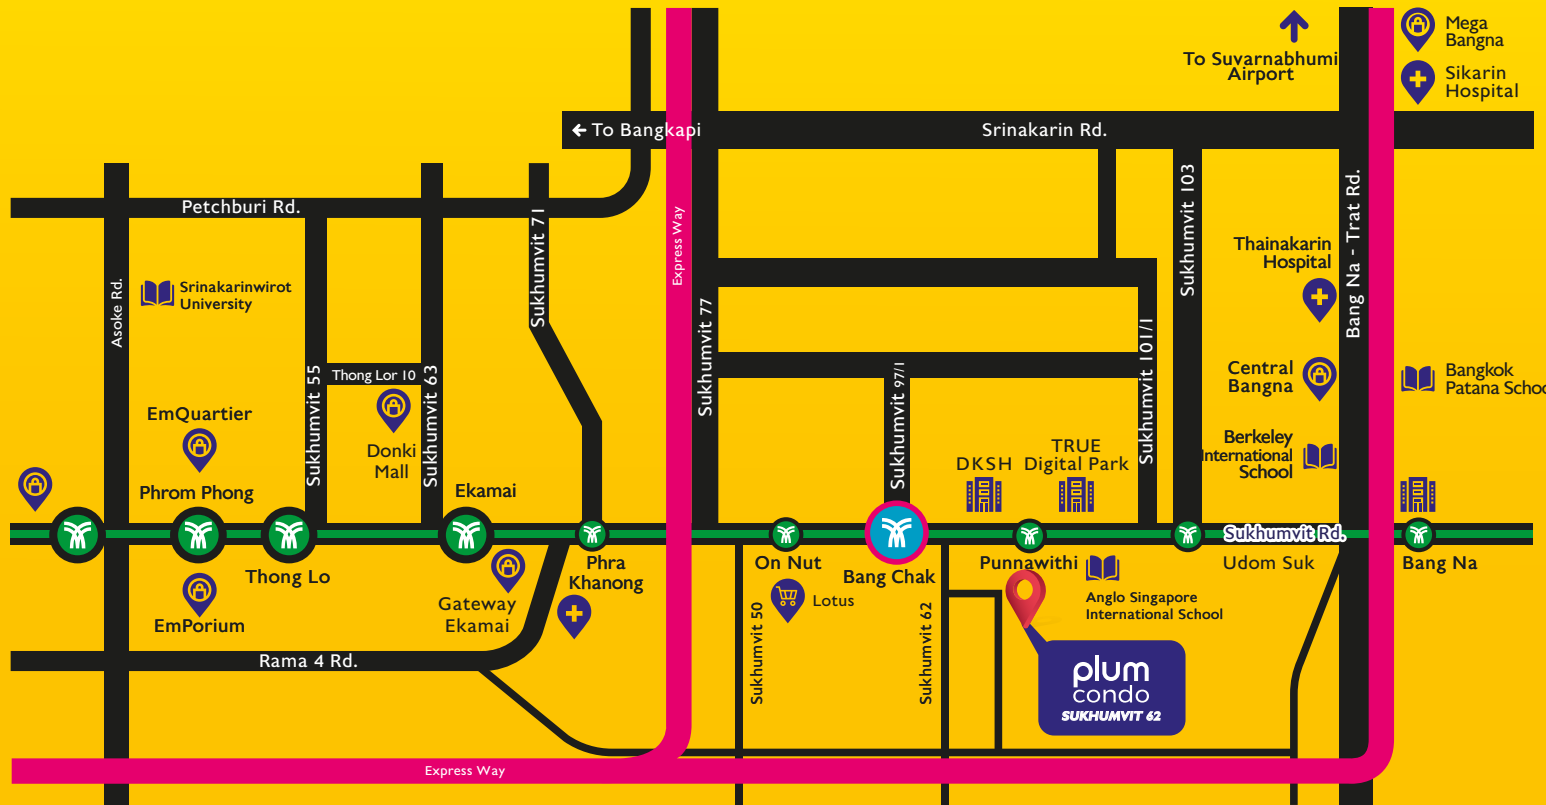 Mega
Bangna
To Suvarnabhumi
Airport
Sikarin
Hospital
To Bangkapi
Srinakarin Rd.
Petchburi Rd.
Sukhumvit 71
Express Way
Sukhumvit 103
Bang Na - Trat Rd.
Thainakarin
Hospital
Asoke Rd.
Srinakarinwirot
University
Sukhumvit 77
Sukhumvit 101/1
Sukhumvit 55
Thong Lor 10
Sukhumvit 63
Sukhumvit 97/1
Central
Bangna
Bangkok
Patana Schoo
EmQuartier
Donki
Mall
Berkeley
International
School
DKSH
TRUE
Digital Park
Phrom Phong
Ekamai
Sukhumvit Rd.
Thong Lo
Phra
Khanong
On Nut
Bang Chak
Punnawithi
Udom Suk
Bang Na
EmPorium
Gateway
Ekamai
Lotus
Anglo Singapore
International School
Sukhumvit 50
Sukhumvit 62
Rama 4 Rd.
plum
condo
SUKHUMVIT 62
Express Way